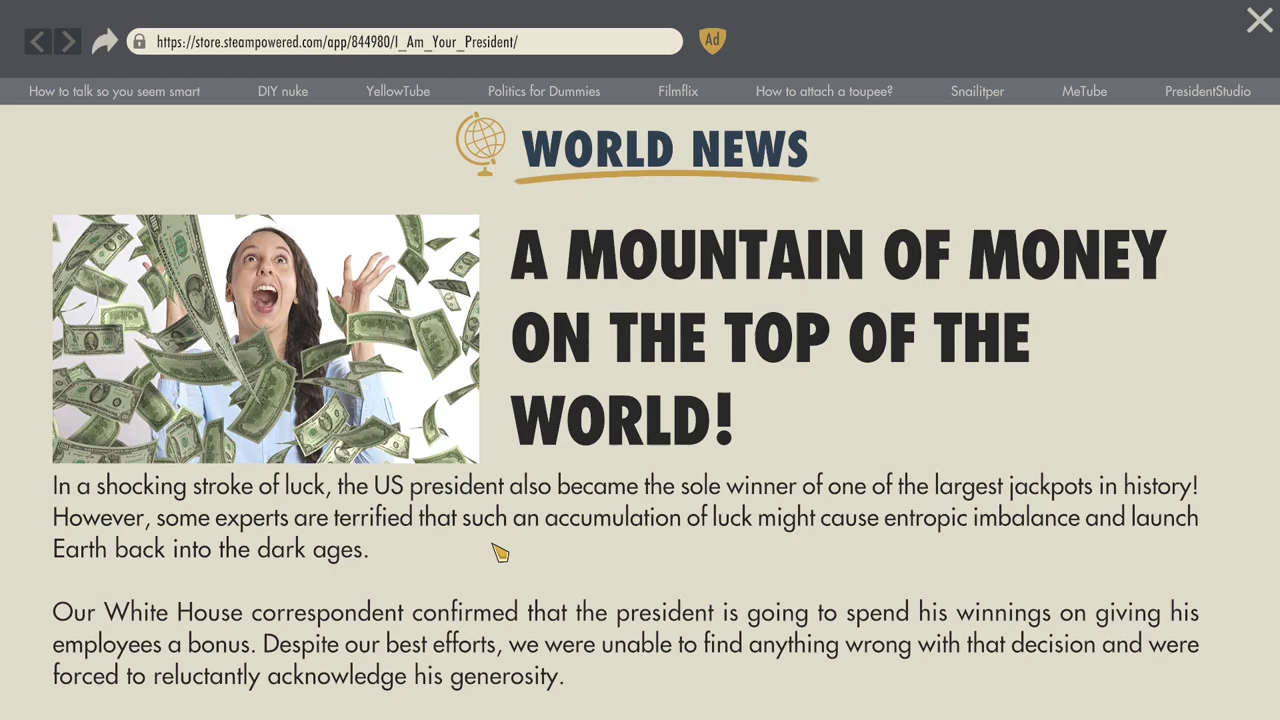 https://store.steampowered.com/app/844980/I_Am_Your_President/
Ad
How to talk so you seem smart DIY nuke YellowTube Politics for Dummies Filmflix How to attach a toupee? Snailitper MeTube PresidentStudio
WORLD NEWS
A MOUNTAIN OF MONEY
ON THE TOP OF THE
WORLD!
In a shocking stroke of luck, the US president also became the sole winner of one of the largest jackpots in history!
However, some experts are terrified that such an accumulation of luck might cause entropic imbalance and launch
Earth back into the dark ages.
Our White House correspondent confirmed that the president is going to spend his winnings on giving his
employees a bonus. Despite our best efforts, we were unable to find anything wrong with that decision and were
forced to reluctantly acknowledge his generosity.